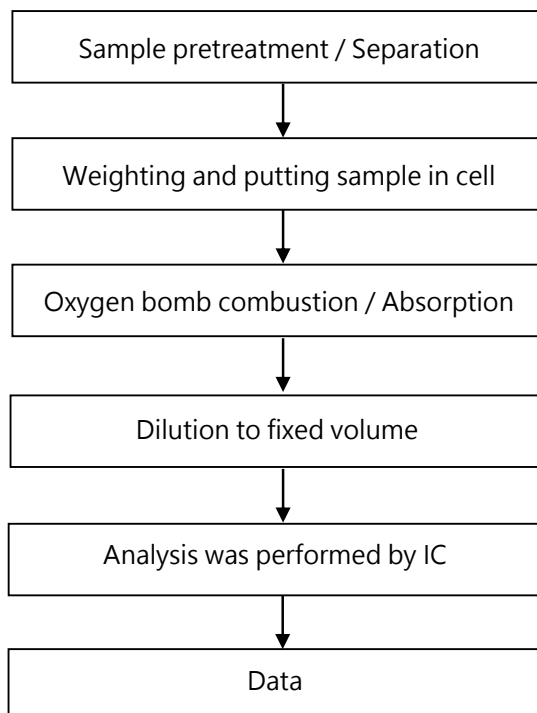 Sample pretreatment / Separation
Weighting and putting sample in cell
Oxygen bomb combustion / Absorption
Dilution to fixed volume
Analysis was performed by IC
Data